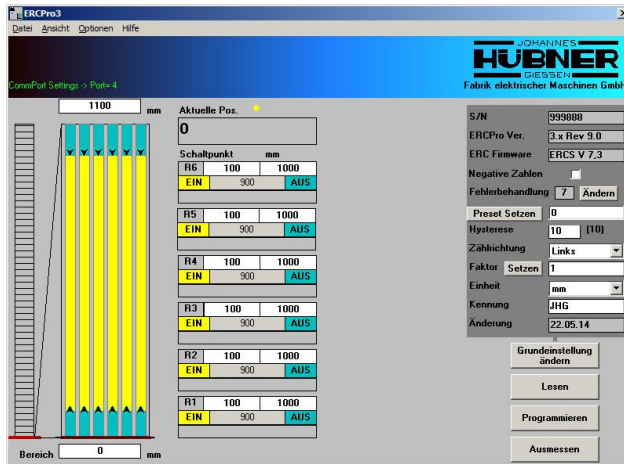 ERCPro3
Datei Ansicht Optionen Hilfe
JOHANNES
HÜBNER
GIESSEN
Fabrik elektrischer Maschinen GmbH
CommPort Settings -> Port= 4
1100 mm
Aktuelle Pos.
0
Schaltpunkt mm
R6 100 1000
EIN 900 AUS
R5 100 1000
EIN 900 AUS
R4 100 1000
EIN 900 AUS
R3 100 1000
EIN 900 AUS
R2 100 1000
EIN 900 AUS
R1 100 1000
EIN 900 AUS
Bereich 0 mm
S/N 999888
ERCPro Ver. 3.x Rev 9.0
ERC Firmware ERCS V 7,3
Negative Zahlen
Fehlerbehandlung 7 Ändern
Preset Setzen 0
Hysterese 10 (10)
Zählrichtung Links
Faktor Setzen 1
Einheit mm
Kennung JHG
Änderung 22.05.14
Grundeinstellung
ändern
Lesen
Programmieren
Ausmessen